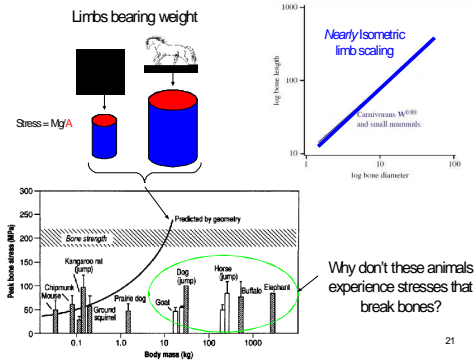 Limbs bearing weight
Stress = Mg/A
1000
100
10
log bone length
Nearly Isometric
limb scaling
Carnivorans W^0.99
and small mammals
1
10
100
log bone diameter
300
250
200
150
100
50
0
Peak bone stress (MPa)
Predicted by geometry
Bone strength
Kangaroo rat
(jump)
Chipmunk
Mouse
Ground
squirrel
Prairie dog
Goat
Dog
(jump)
Horse
(jump)
Buffalo
Elephant
0.1
1.0
10
100
1000
Body mass (kg)
Why don't these animals
experience stresses that
break bones?
21